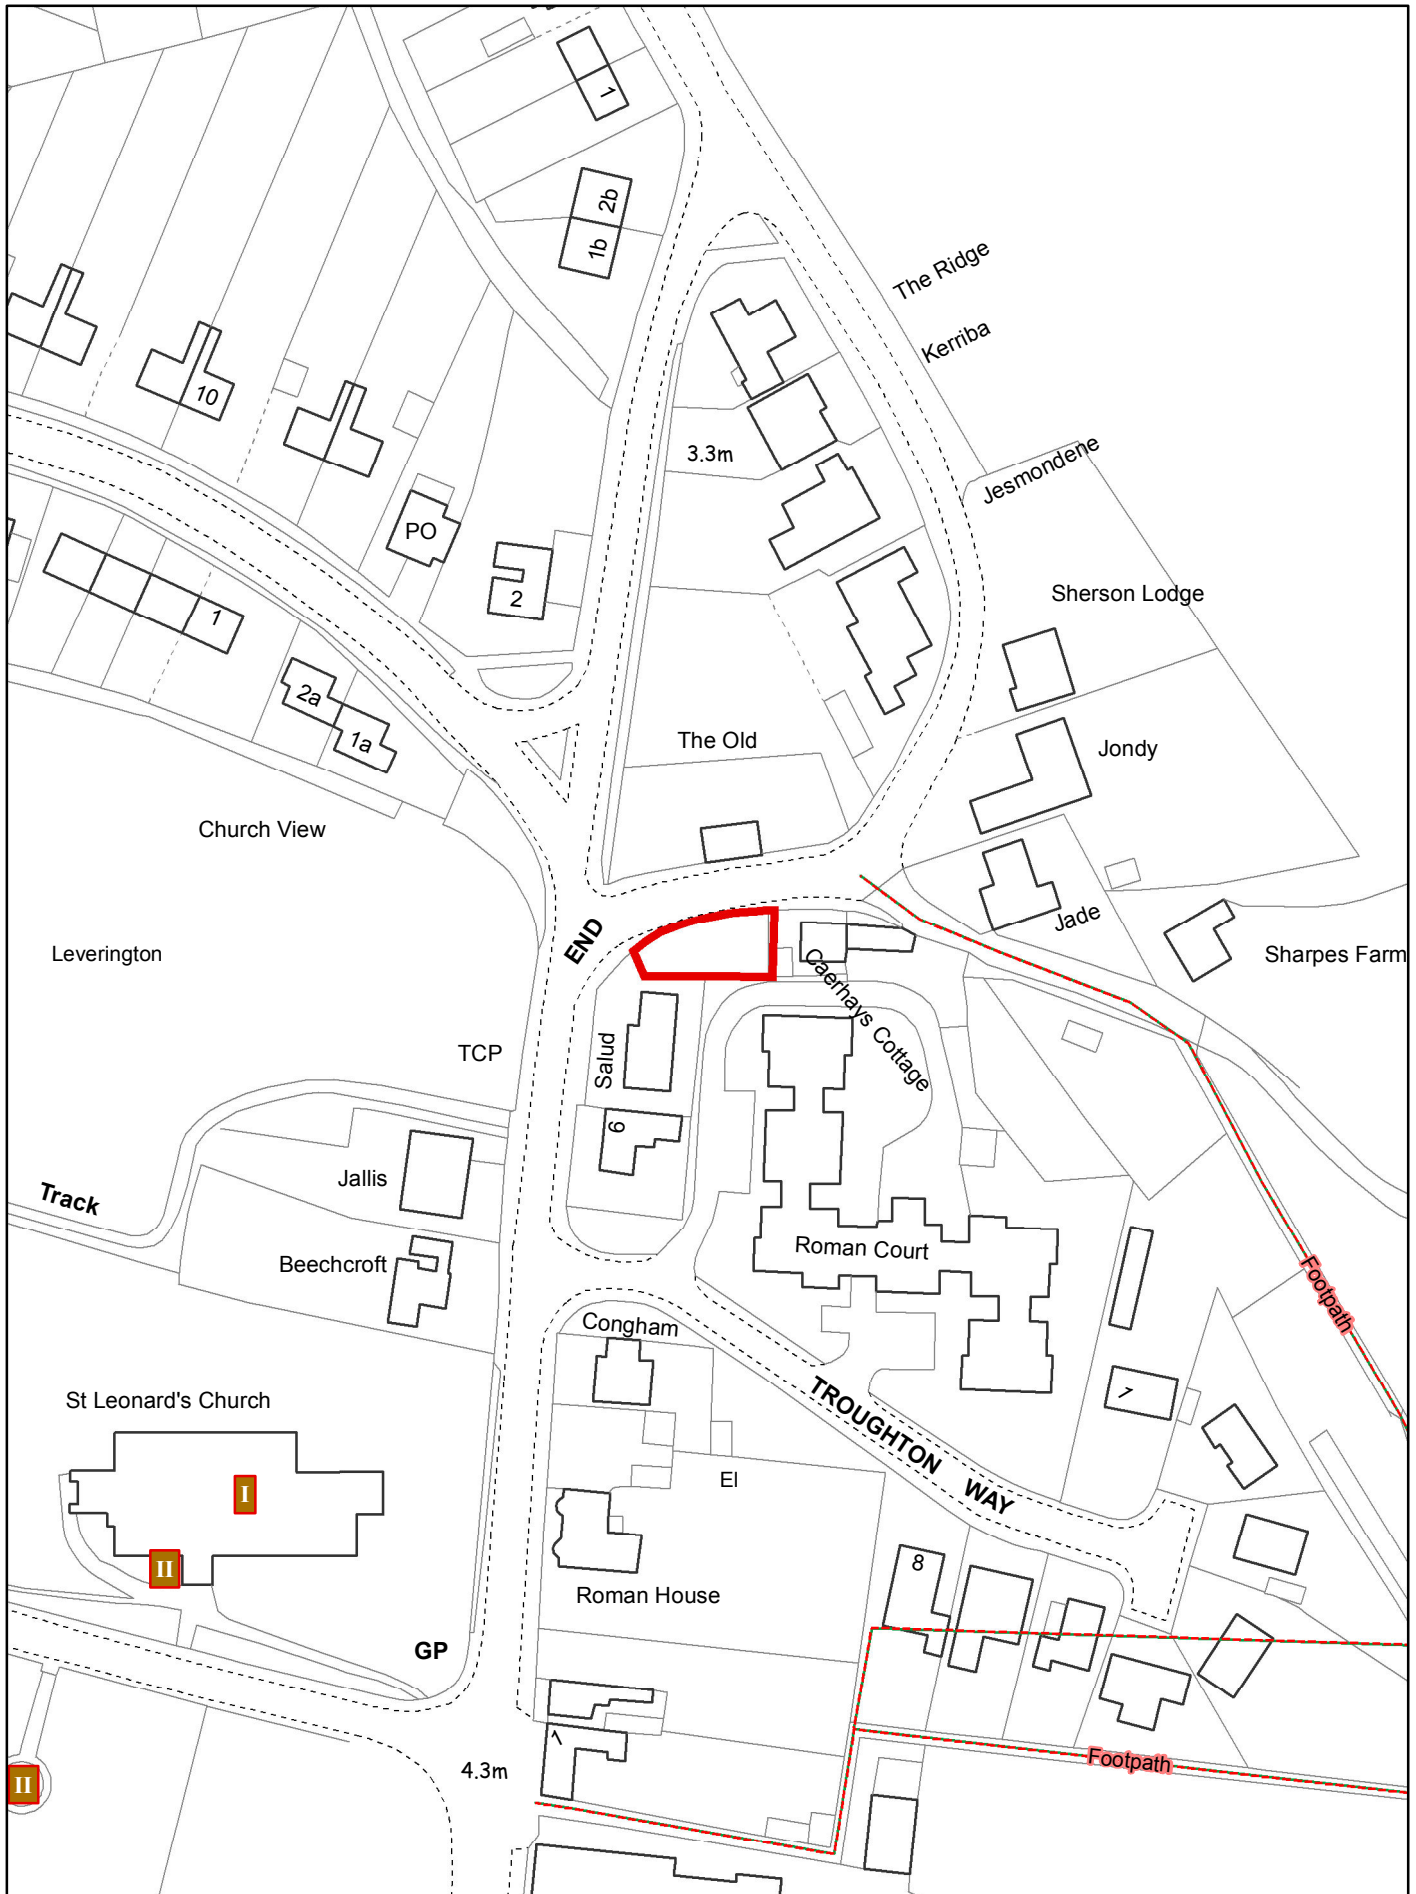 1
2b
1b
The Ridge
Kerriba
10
3.3m
Jesmondene
PO
2
Sherson Lodge
1
2a
1a
The Old
Jondy
Church View
END
Jade
Leverington
Sharpes Farm
Caerhays Cottage
TCP
Salud
6
Jallis
Track
Roman Court
Beechcroft
Footpath
Congham
1
St Leonard's Church
TROUGHTON WAY
El
I
II
8
Roman House
GP
7
Footpath
4.3m
II